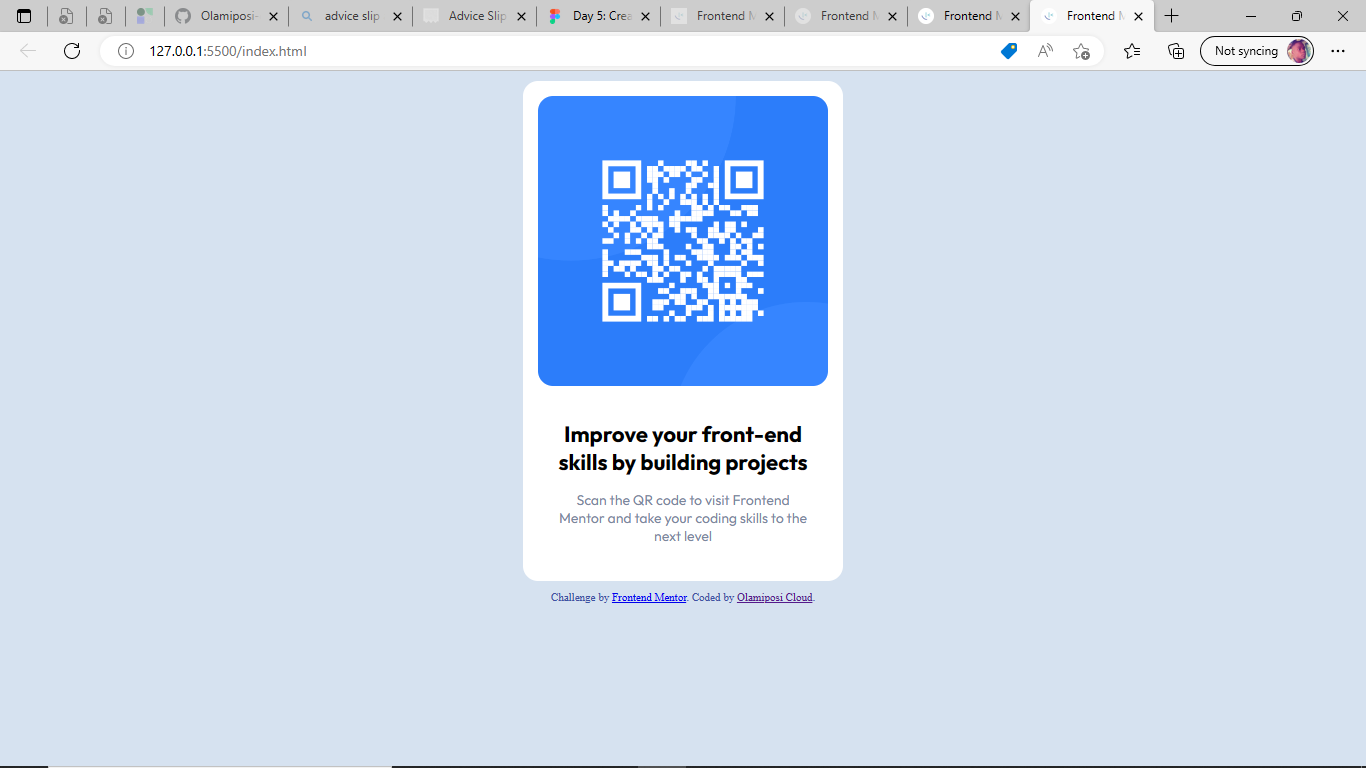 Olamiposi-
advice slip
Advice Slip
Day 5: Crea
Frontend M
Frontend M
Frontend M
Frontend M
127.0.0.1:5500/index.html
Not syncing
Improve your front-end
skills by building projects
Scan the QR code to visit Frontend
Mentor and take your coding skills to the
next level
Challenge by Frontend Mentor. Coded by Olamiposi Cloud.